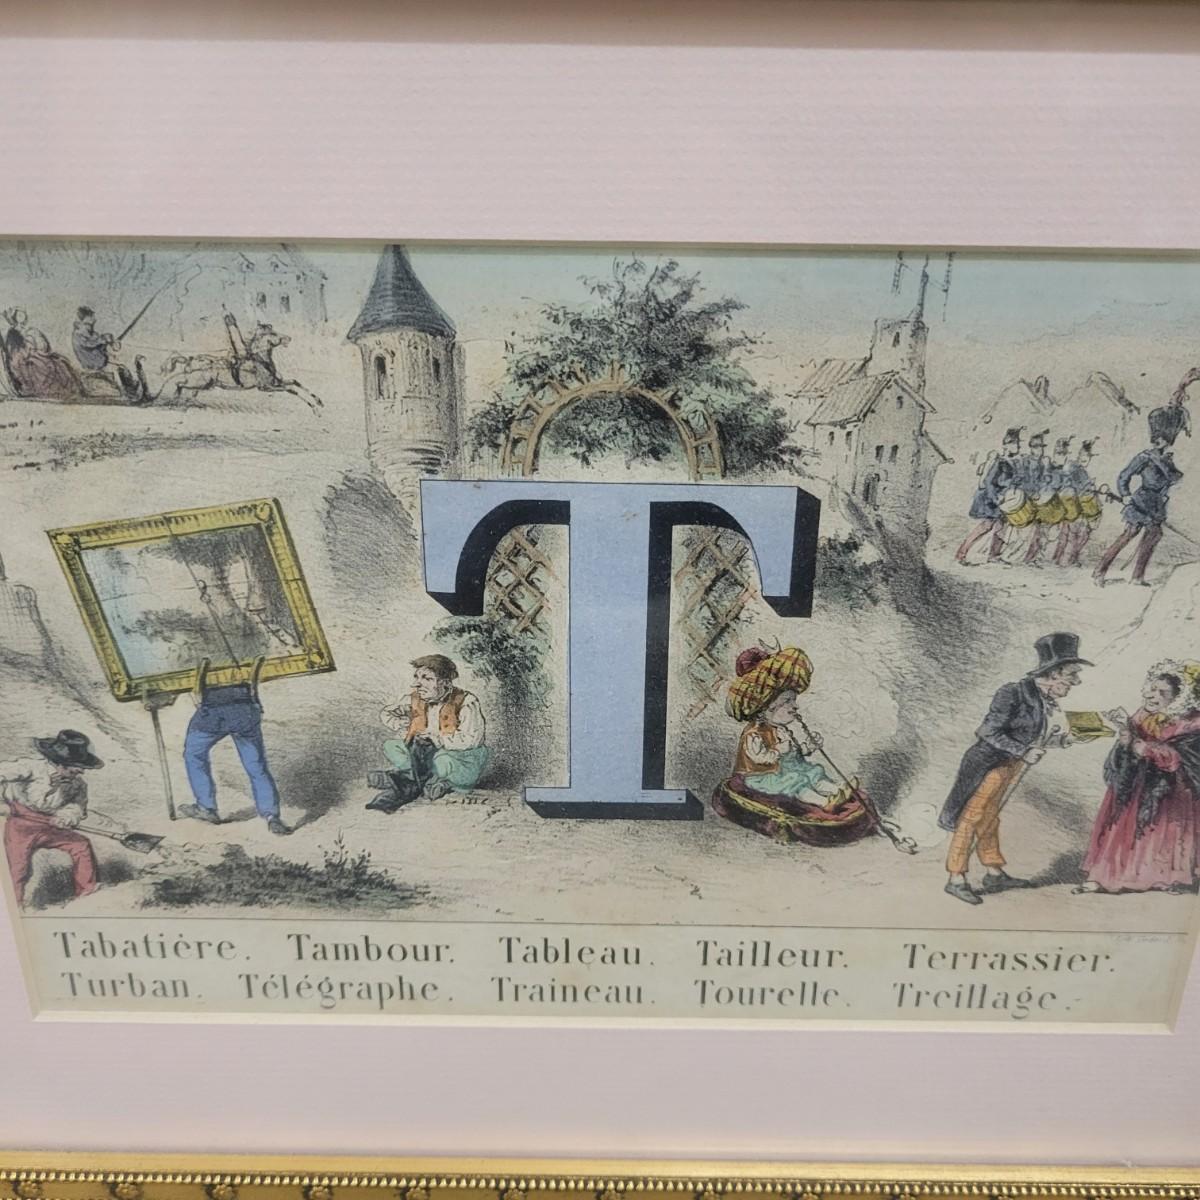 T
Tabatière. Tambour. Tableau. Tailleur. Terrassier.
Turban. Télégraphe. Traineau. Tourelle. Treillage.